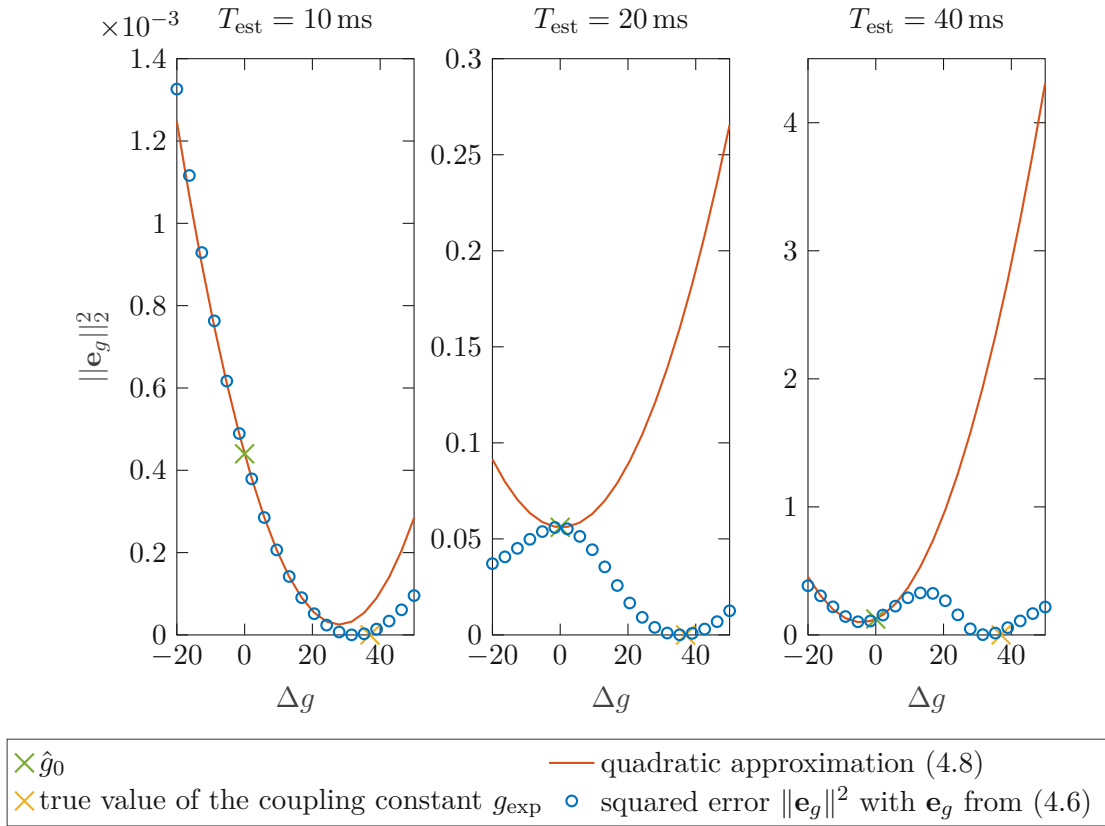 ×10⁻³
T_est = 10 ms
T_est = 20 ms
T_est = 40 ms
||e_g||₂²
1.4
1.2
1
0.8
0.6
0.4
0.2
0
−20 0 20 40
Δg
0.3
0.25
0.2
0.15
0.1
0.05
0
−20 0 20 40
Δg
4
3
2
1
0
−20 0 20 40
Δg
ĝ₀
quadratic approximation (4.8)
true value of the coupling constant g_exp
squared error ‖e_g‖² with e_g from (4.6)